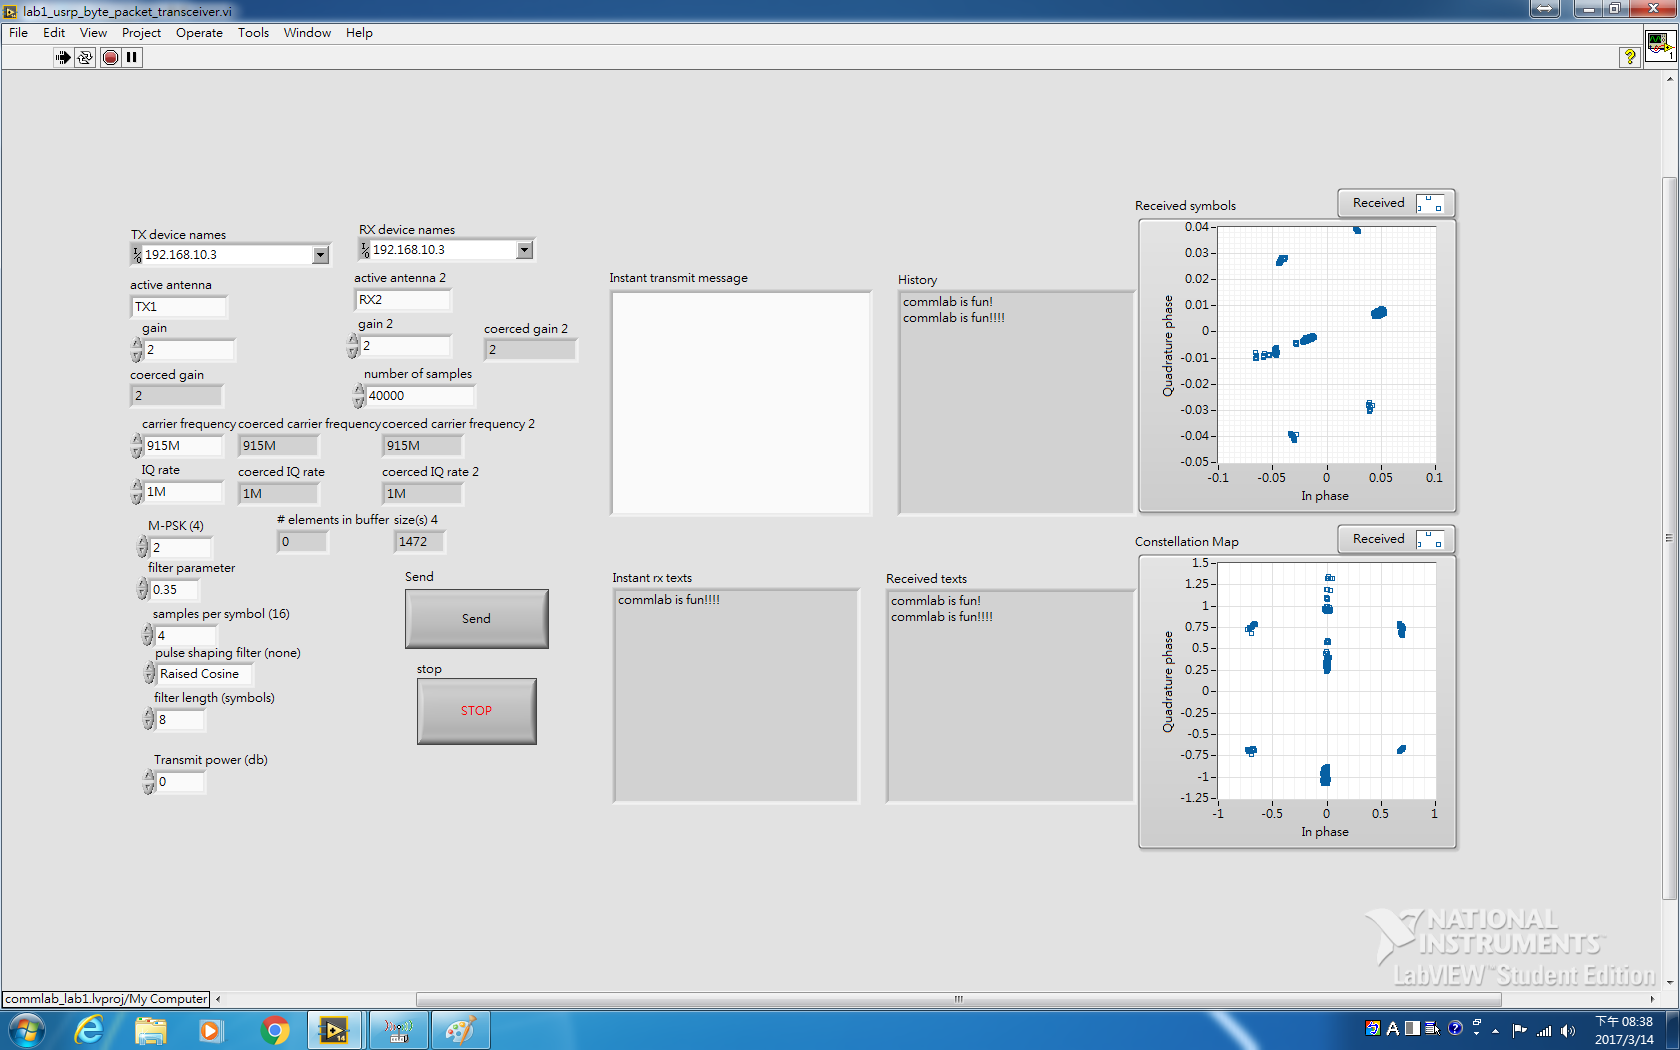 lab1_usrp_byte_packet_transceiver.vi
File Edit View Project Operate Tools Window Help
TX device names
192.168.10.3
active antenna
TX1
gain
2
coerced gain
2
RX device names
192.168.10.3
active antenna 2
RX2
gain 2
2
coerced gain 2
2
number of samples
40000
carrier frequency
915M
coerced carrier frequency
915M
coerced carrier frequency 2
915M
IQ rate
1M
coerced IQ rate
1M
coerced IQ rate 2
1M
M-PSK (4)
2
# elements in buffer
0
size(s) 4
1472
filter parameter
0.35
samples per symbol (16)
4
pulse shaping filter (none)
Raised Cosine
filter length (symbols)
8
Transmit power (db)
0
Send
Send
stop
STOP
Instant transmit message
History
commlab is fun!
commlab is fun!!!!
Instant rx texts
commlab is fun!!!!
Received texts
commlab is fun!
commlab is fun!!!!
Received symbols
Received
0.04
0.03
0.02
0.01
0
-0.01
-0.02
-0.03
-0.04
-0.05
Quadrature phase
-0.1 -0.05 0 0.05 0.1
In phase
Constellation Map
Received
1.5
1.25
1
0.75
0.5
0.25
0
-0.25
-0.5
-0.75
-1
-1.25
Quadrature phase
-1 -0.5 0 0.5 1
In phase
NATIONAL
INSTRUMENTS™
LabVIEW™ Student Edition
commlab_lab1.lvproj/My Computer
14
A
下午 08:38
2017/3/14